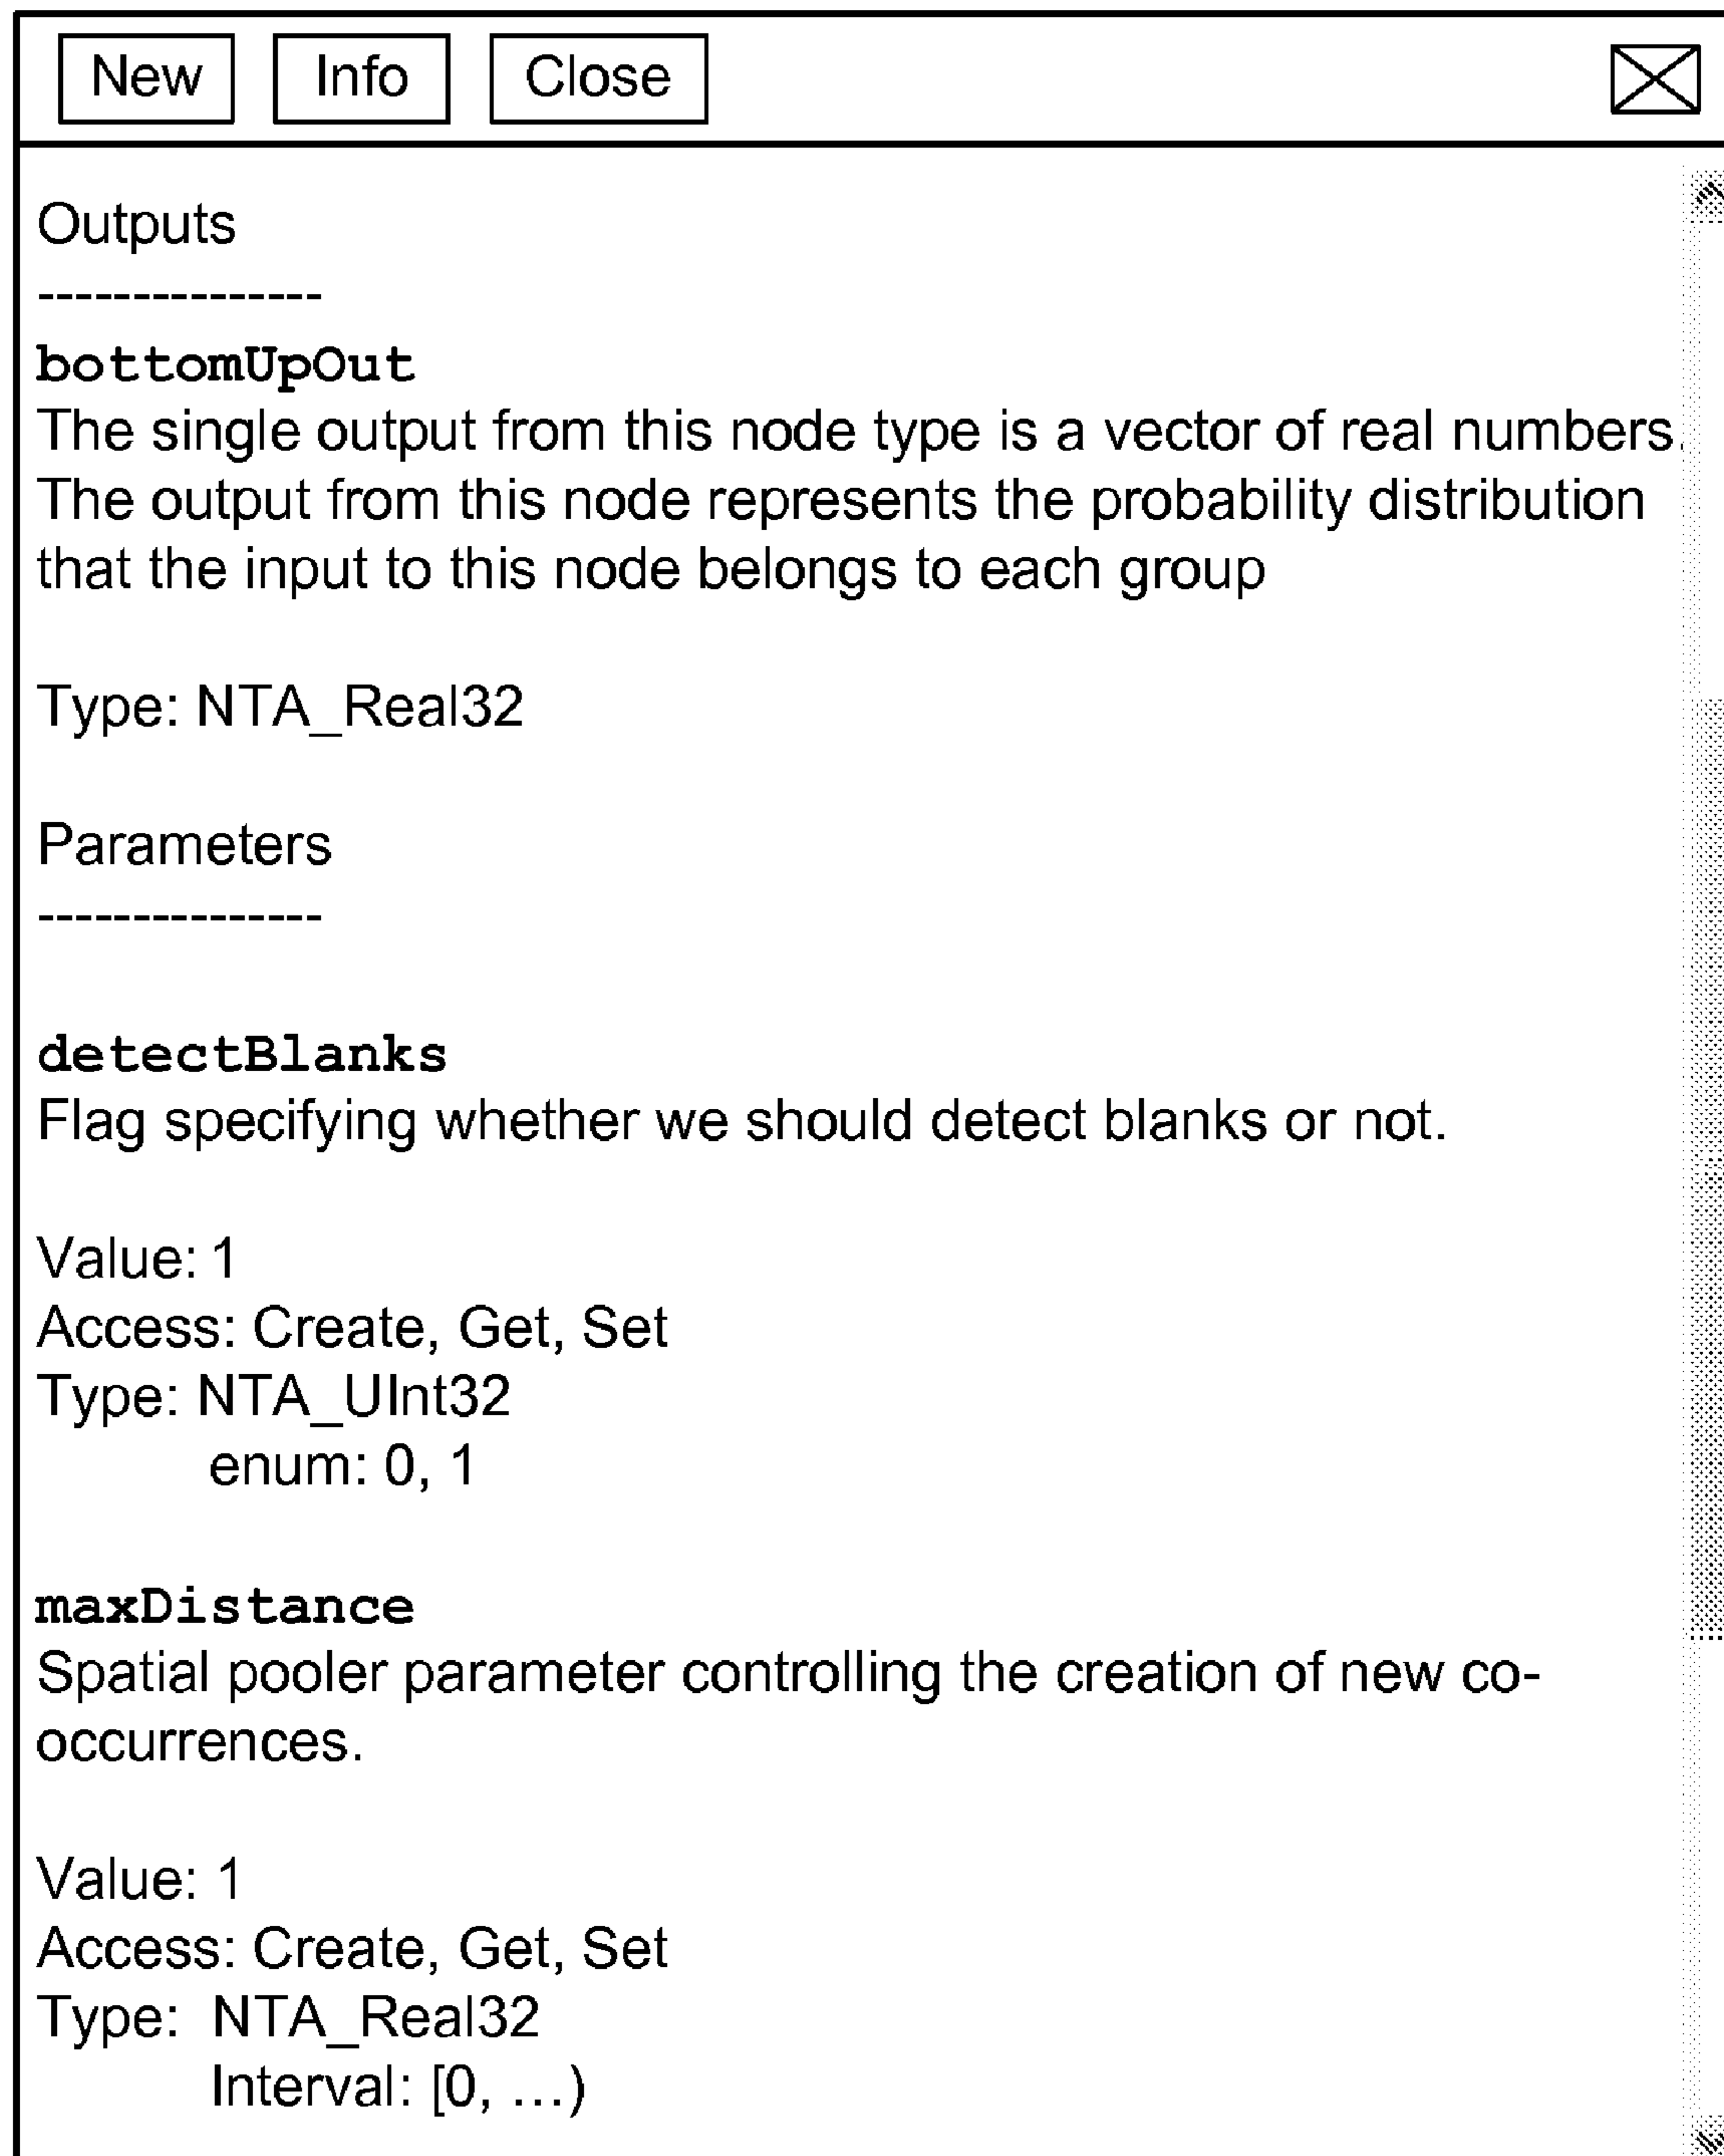 New Info Close
Outputs
---------------
bottomUpOut
The single output from this node type is a vector of real numbers.
The output from this node represents the probability distribution
that the input to this node belongs to each group
Type: NTA_Real32
Parameters
---------------
detectBlanks
Flag specifying whether we should detect blanks or not.
Value: 1
Access: Create, Get, Set
Type: NTA_UInt32
enum: 0, 1
maxDistance
Spatial pooler parameter controlling the creation of new co-
occurrences.
Value: 1
Access: Create, Get, Set
Type: NTA_Real32
Interval: [0, ...)